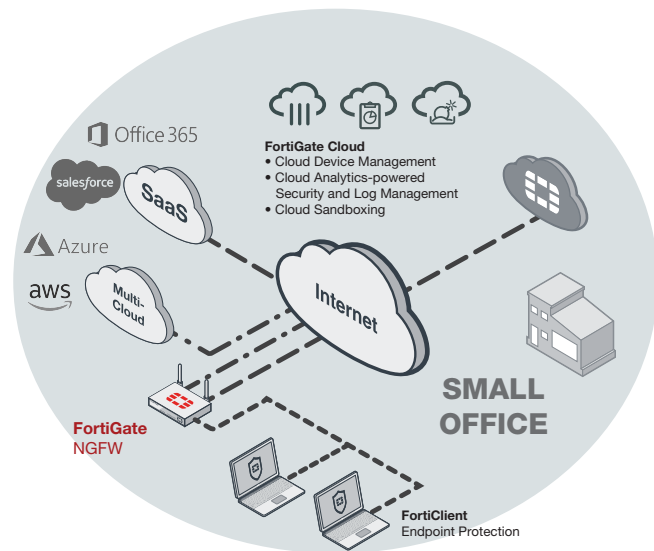 Office 365
salesforce
SaaS
FortiGate Cloud
• Cloud Device Management
• Cloud Analytics-powered
Security and Log Management
• Cloud Sandboxing
Azure
aws
Multi-
Cloud
Internet
SMALL
OFFICE
FortiGate
NGFW
FortiClient
Endpoint Protection